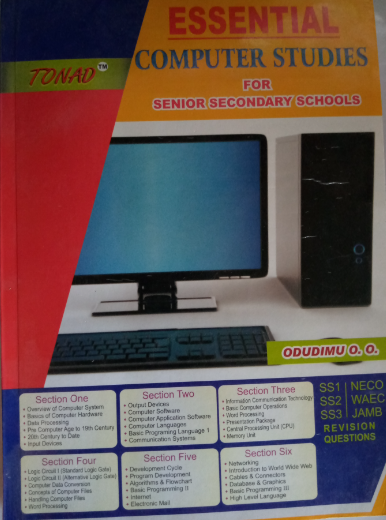 ESSENTIAL
TONAD™
COMPUTER STUDIES
FOR
SENIOR SECONDARY SCHOOLS
ODUDIMU O. O.
Section One
• Overview of Computer System
• Basics of Computer Hardware
• Data Processing
• Pre Computer Age to 19th Century
• 20th Century to Date
• Input Devices
Section Two
• Output Devices
• Computer Software
• Computer Application Software
• Computer Languages
• Basic Programing Language 1
• Communication Systems
Section Three
• Information Communication Technology
• Basic Computer Operations
• Word Processing
• Presentation Package
• Central Processing Unit (CPU)
• Memory Unit
SS1 NECO
SS2 WAEC
SS3 JAMB
REVISION
QUESTIONS
Section Four
• Logic Circuit I (Standard Logic Gate)
• Logic Circuit II (Alternative Logic Gate)
• Computer Data Conversion
• Concepts of Computer Files
• Handling Computer Files
• Word Processing
Section Five
• Development Cycle
• Program Development
• Algorithms & Flowchart
• Basic Programming II
• Internet
• Electronic Mail
Section Six
• Networking
• Introduction to World Wide Web
• Cables & Connectors
• Database & Graphics
• Basic Programming III
• High Level Language